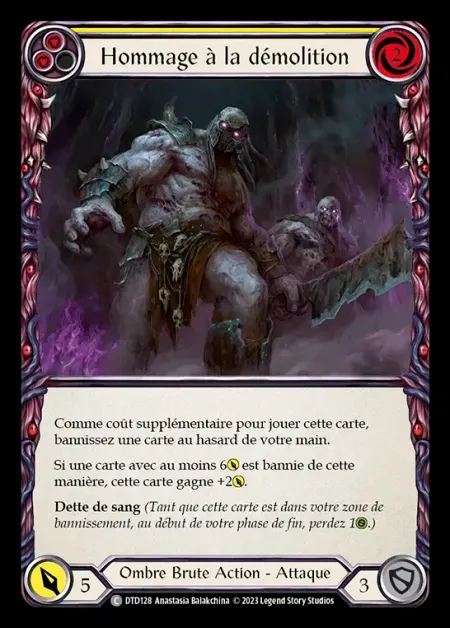 Hommage à la démolition
2
Comme coût supplémentaire pour jouer cette carte,
bannissez une carte au hasard de votre main.
Si une carte avec au moins 6 est bannie de cette
manière, cette carte gagne +2.
Dette de sang (Tant que cette carte est dans votre zone de
bannissement, au début de votre phase de fin, perdez 1.)
5
Ombre Brute Action - Attaque
3
C DTD128 Anastasia Balakchina © 2023 Legend Story Studios